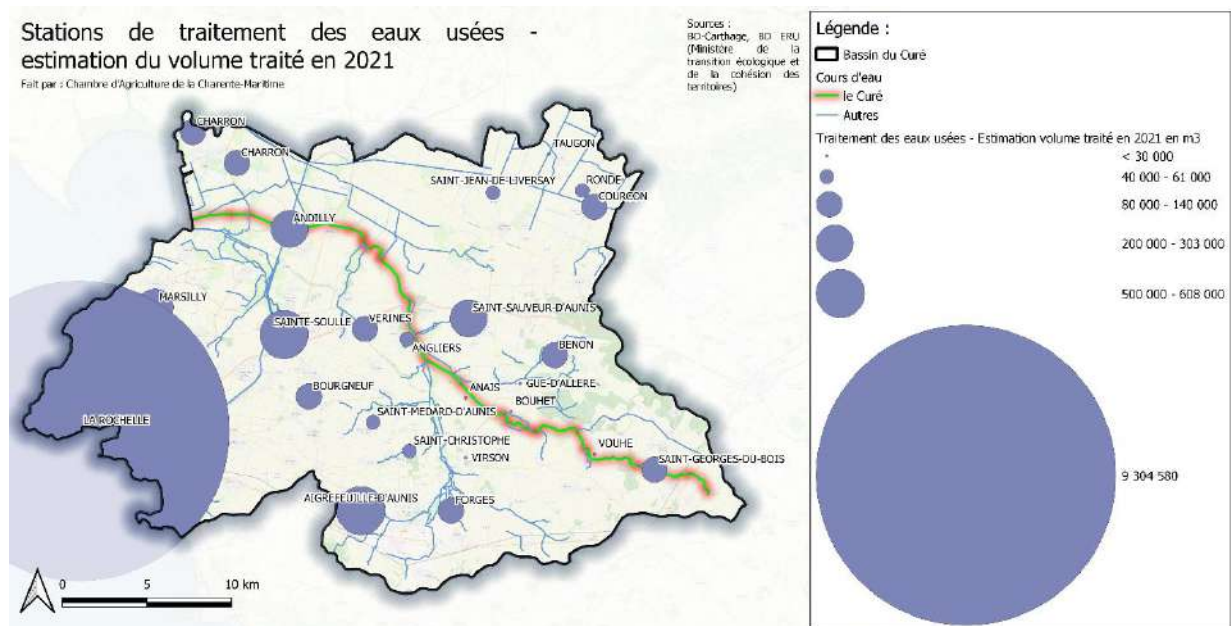 Stations de traitement des eaux usées -
estimation du volume traité en 2021
Fait par : Chambre d'Agriculture de la Charente-Maritime
Sources :
BD-Carthage, BD ERU
(Ministère de la
transition écologique et
de la cohésion des
territoires)
CHARRON
CHARRON
TAUGON
SAINT-JEAN-DE-LIVERSAY
RONDE
COURCON
ANDILLY
MARSILLY
SAINTE-SOULLE
VERINES
SAINT-SAUVEUR-D'AUNIS
ANGLIERS
BENON
BOURGNEUF
ANAIS
GUE-D'ALLERE
BOUHET
LA ROCHELLE
SAINT-MEDARD-D'AUNIS
SAINT-CHRISTOPHE
VIRSON
VOUHE
SAINT-GEORGES-DU-BOIS
AIGREFEUILLE-D'AUNIS
FORGES
0 5 10 km
Légende :
Bassin du Curé
Cours d'eau
le Curé
Autres
Traitement des eaux usées - Estimation volume traité en 2021 en m3
< 30 000
40 000 - 61 000
80 000 - 140 000
200 000 - 303 000
500 000 - 608 000
9 304 580